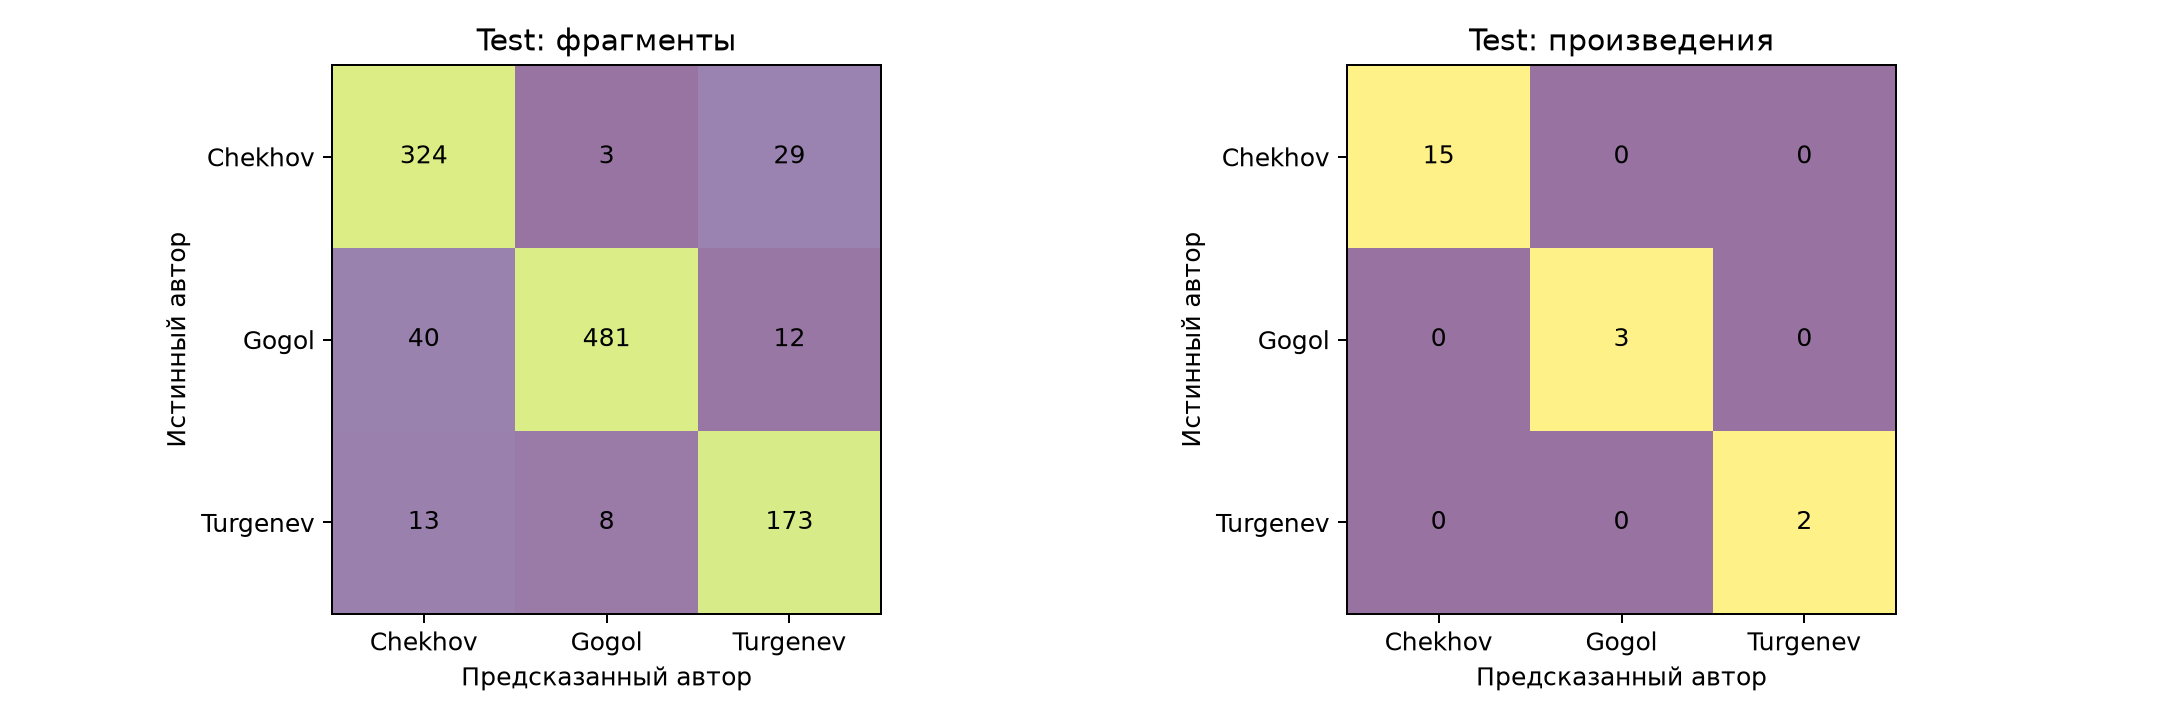 Test: фрагменты
Истинный автор
Chekhov 324 3 29
Gogol 40 481 12
Turgenev 13 8 173
Chekhov Gogol Turgenev
Предсказанный автор
Test: произведения
Истинный автор
Chekhov 15 0 0
Gogol 0 3 0
Turgenev 0 0 2
Chekhov Gogol Turgenev
Предсказанный автор